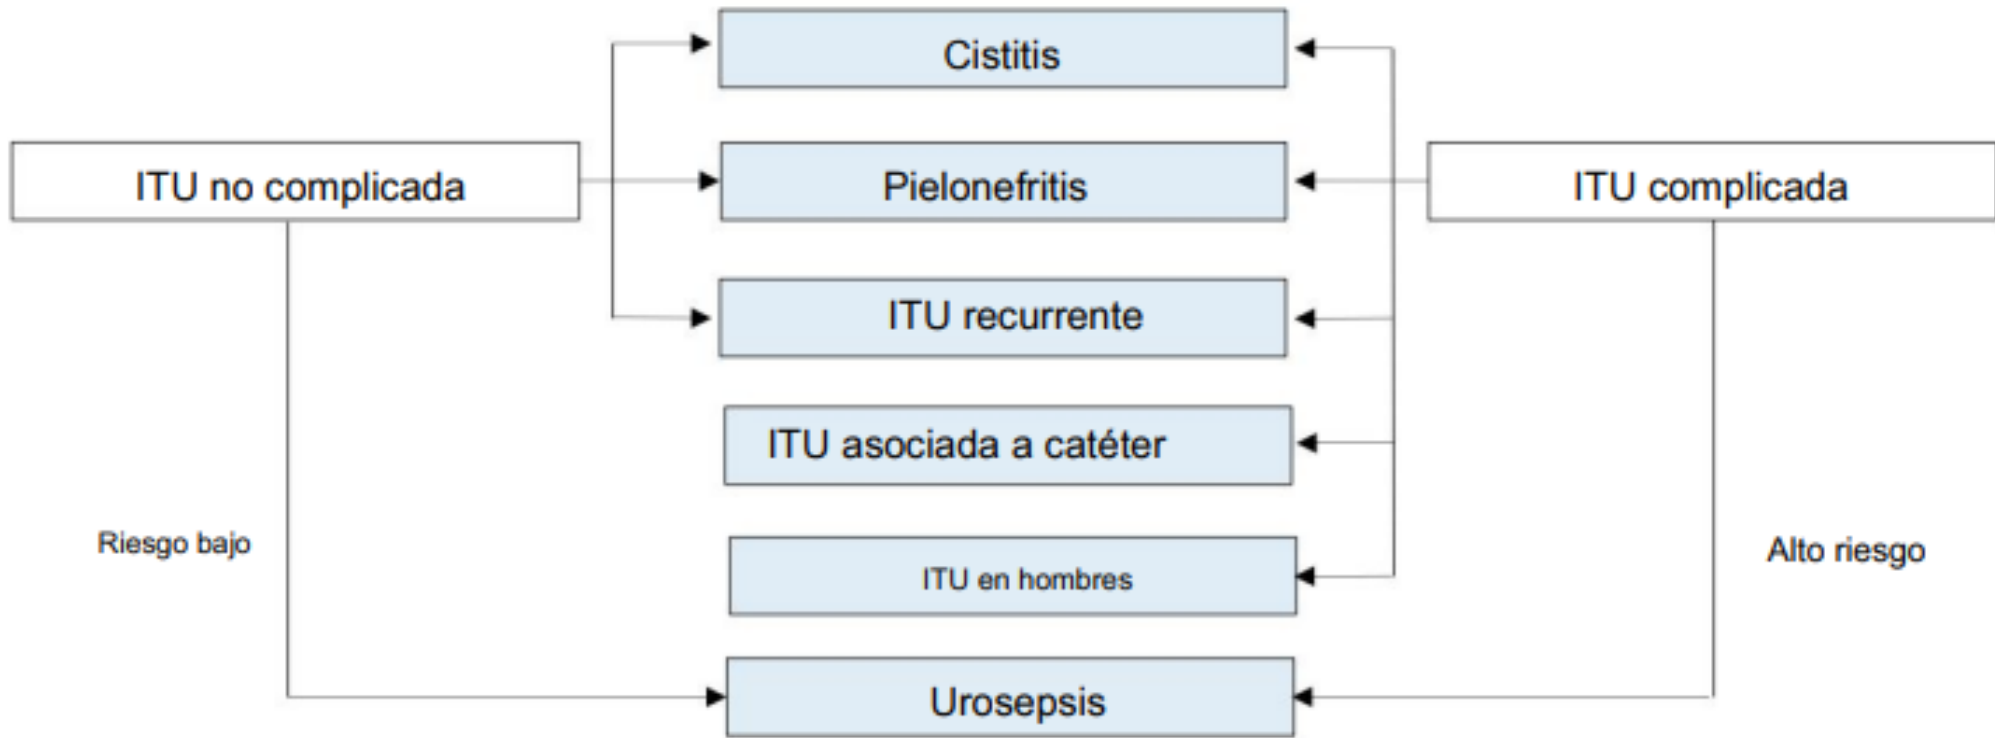 Cistitis
ITU no complicada
Pielonefritis
ITU complicada
ITU recurrente
ITU asociada a catéter
Riesgo bajo
Alto riesgo
ITU en hombres
Urosepsis